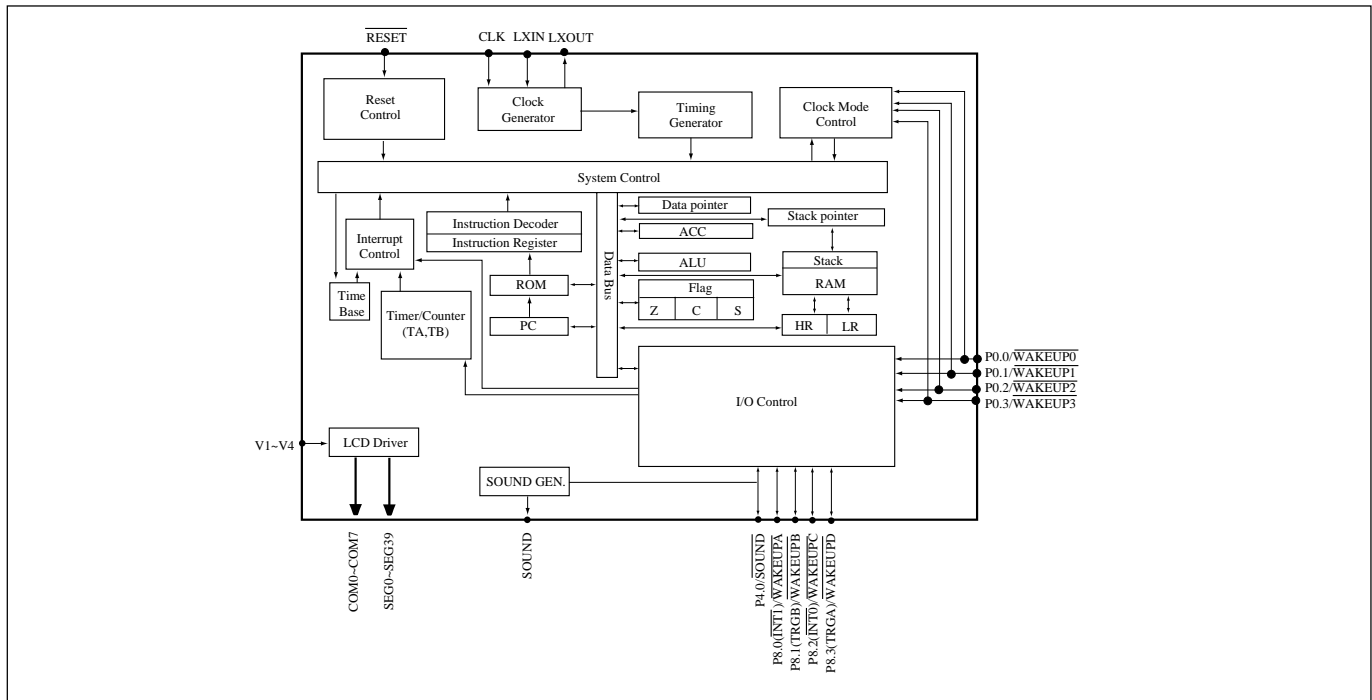 RESET
CLK LXIN LXOUT
Reset
Control
Clock
Generator
Timing
Generator
Clock Mode
Control
System Control
Interrupt
Control
Instruction Decoder
Instruction Register
Data Bus
Data pointer
Stack pointer
ACC
ALU
Stack
RAM
Time
Base
Timer/Counter
(TA,TB)
ROM
Flag
Z C S
PC
HR LR
I/O Control
P0.0/WAKEUP0
P0.1/WAKEUP1
P0.2/WAKEUP2
P0.3/WAKEUP3
V1~V4
LCD Driver
SOUND GEN.
COM0~COM7
SEG0~SEG39
SOUND
P4.0/SOUND
P8.0(INT1)/WAKEUPA
P8.1(TRGB)/WAKEUPB
P8.2(INT0)/WAKEUPC
P8.3(TRGA)/WAKEUPD